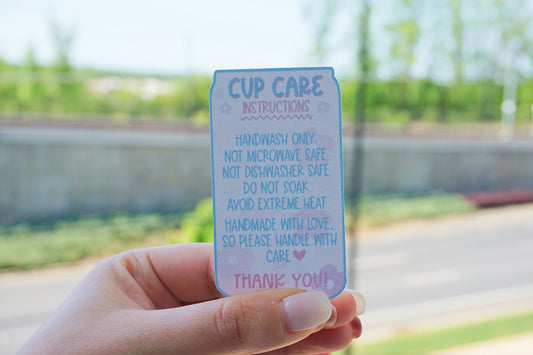 CUP CARE
INSTRUCTIONS
HANDWASH ONLY
NOT MICROWAVE SAFE
NOT DISHWASHER SAFE
DO NOT SOAK
AVOID EXTREME HEAT
HANDMADE WITH LOVE,
SO PLEASE HANDLE WITH
CARE ♥
THANK YOU!